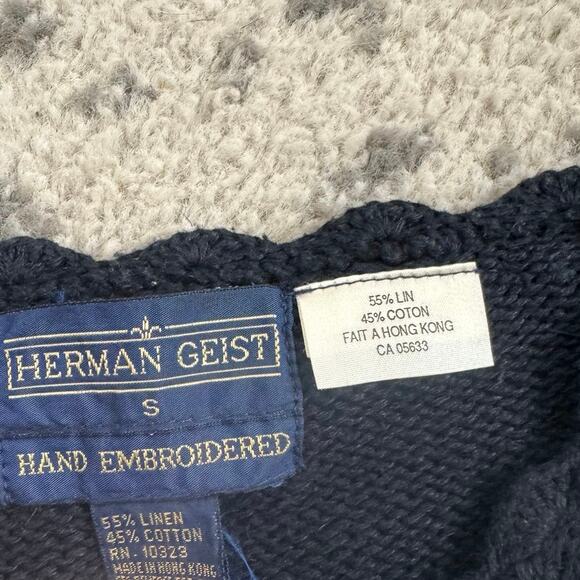 HERMAN GEIST
S
HAND EMBROIDERED
55% LINEN
45% COTTON
RN. 10323
MADE IN HONG KONG
55% LIN
45% COTON
FAIT A HONG KONG
CA 05633